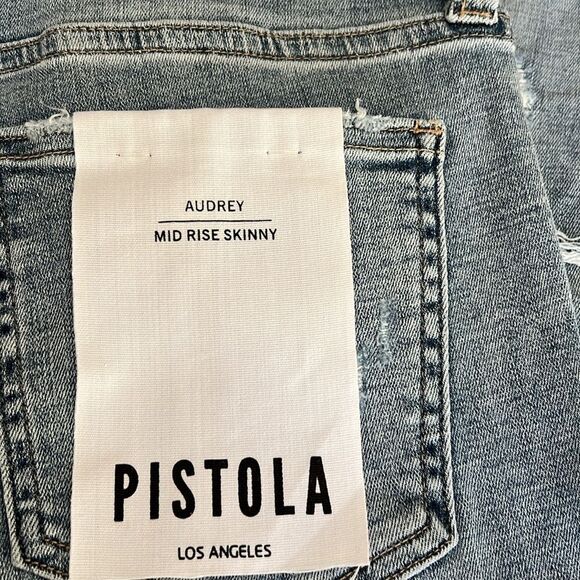 AUDREY
MID RISE SKINNY
PISTOLA
LOS ANGELES